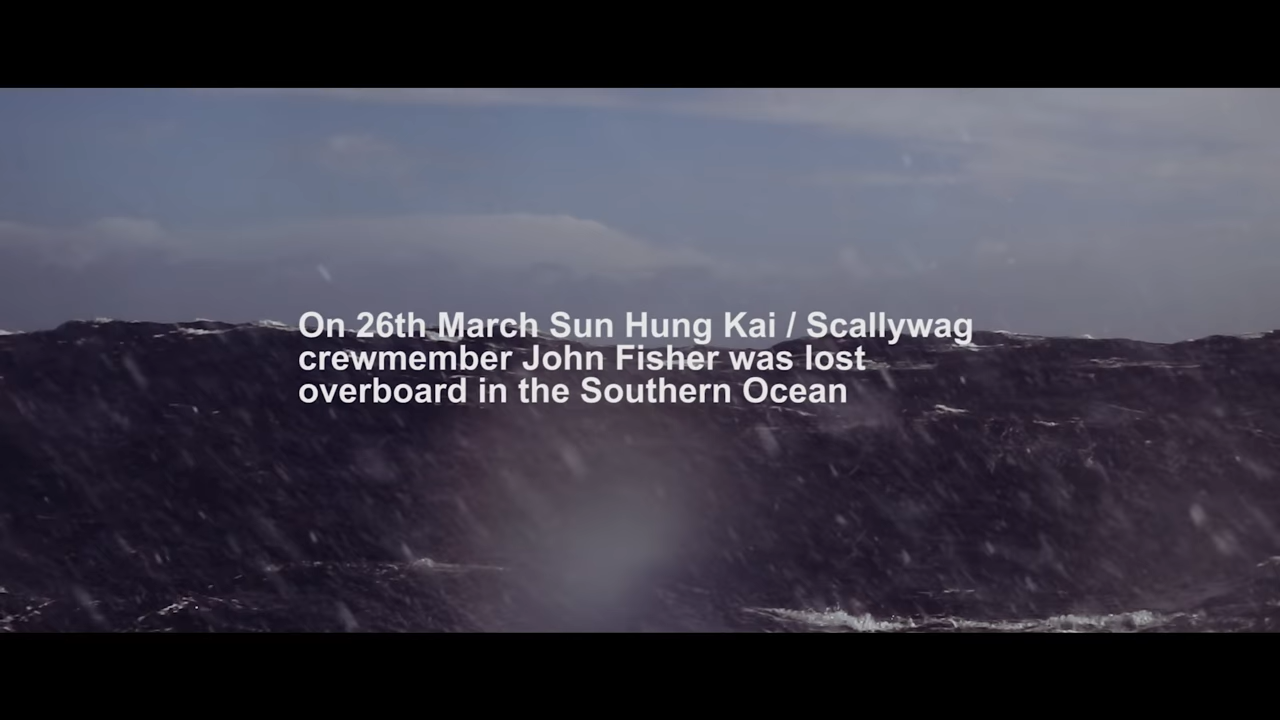 On 26th March Sun Hung Kai / Scallywag
crewmember John Fisher was lost
overboard in the Southern Ocean